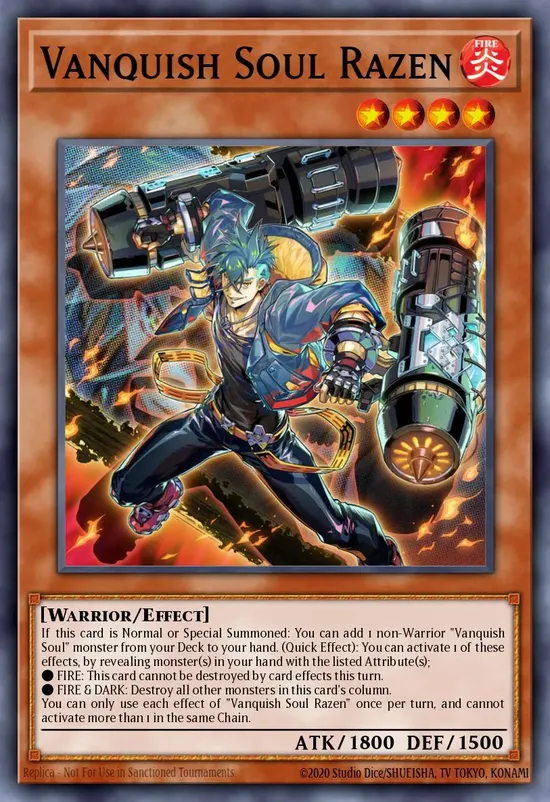 VANQUISH SOUL RAZEN
FIRE
炎
[WARRIOR/EFFECT]
If this card is Normal or Special Summoned: You can add 1 non-Warrior "Vanquish
Soul" monster from your Deck to your hand. (Quick Effect): You can activate 1 of these
effects, by revealing monster(s) in your hand with the listed Attribute(s);
● FIRE: This card cannot be destroyed by card effects this turn.
● FIRE & DARK: Destroy all other monsters in this card's column.
You can only use each effect of "Vanquish Soul Razen" once per turn, and cannot
activate more than 1 in the same Chain.
ATK/1800 DEF/1500
Replica - Not For Use in Sanctioned Tournaments
©2020 Studio Dice/SHUEISHA, TV TOKYO, KONAMI